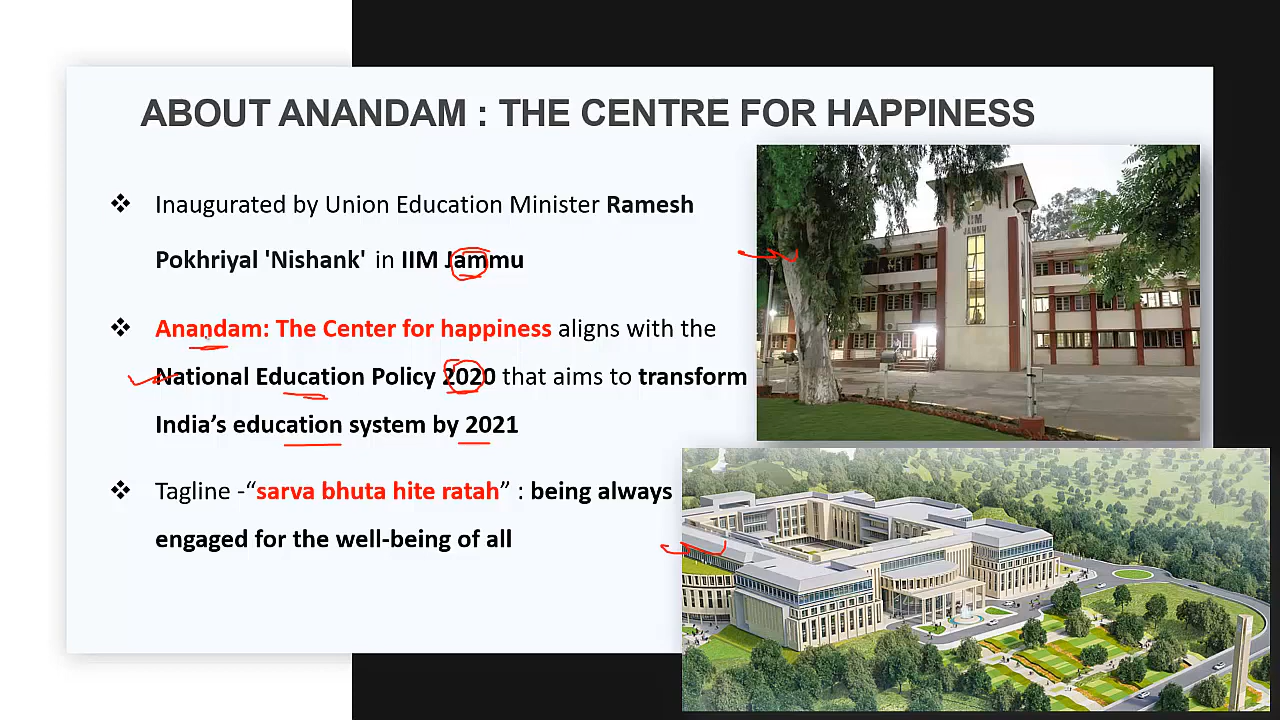 ABOUT ANANDAM : THE CENTRE FOR HAPPINESS
❖ Inaugurated by Union Education Minister Ramesh
Pokhriyal 'Nishank' in IIM Jammu
❖ Anandam: The Center for happiness aligns with the
National Education Policy 2020 that aims to transform
India’s education system by 2021
❖ Tagline -“sarva bhuta hite ratah” : being always
engaged for the well-being of all
IIM
JAMMU